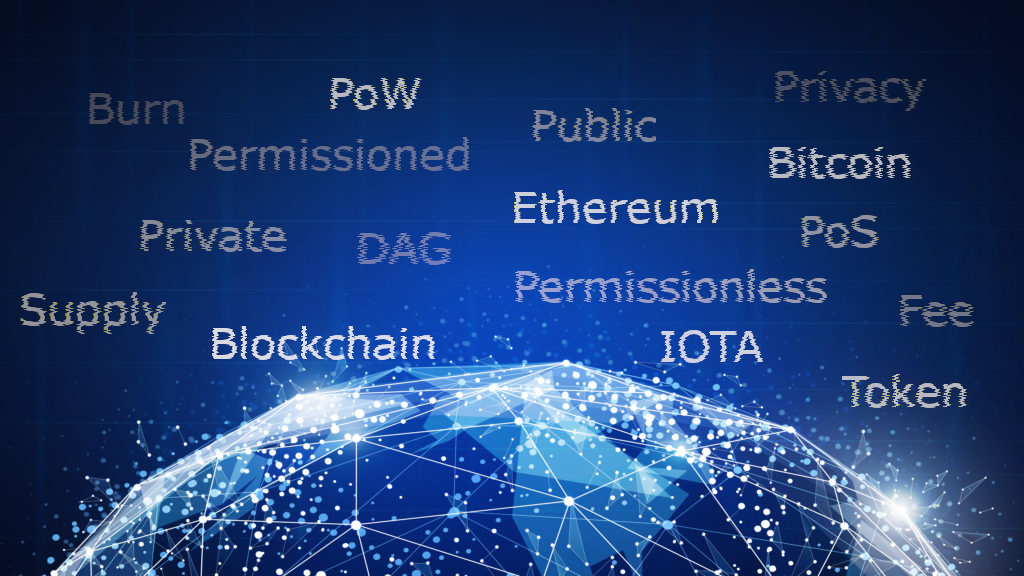 Burn
PoW
Privacy
Public
Permissioned
Bitcoin
Ethereum
PoS
Private
DAG
Permissionless
Supply
Fee
Blockchain
IOTA
Token